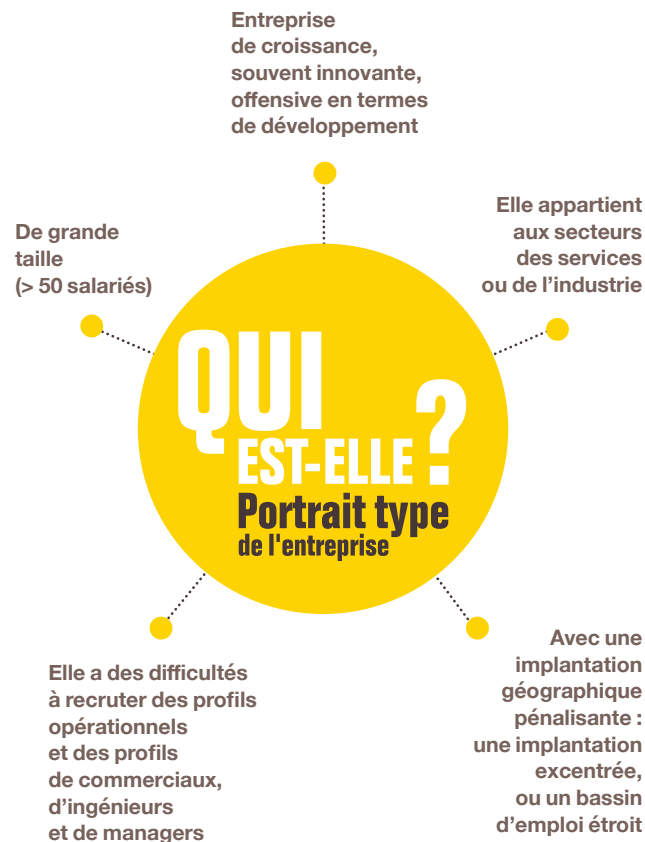 Entreprise
de croissance,
souvent innovante,
offensive en termes
de développement
De grande
taille
(> 50 salariés)
Elle appartient
aux secteurs
des services
ou de l’industrie
QUI
EST-ELLE ?
Portrait type
de l'entreprise
Elle a des difficultés
à recruter des profils
opérationnels
et des profils
de commerciaux,
d’ingénieurs
et de managers
Avec une
implantation
géographique
pénalisante :
une implantation
excentrée,
ou un bassin
d’emploi étroit